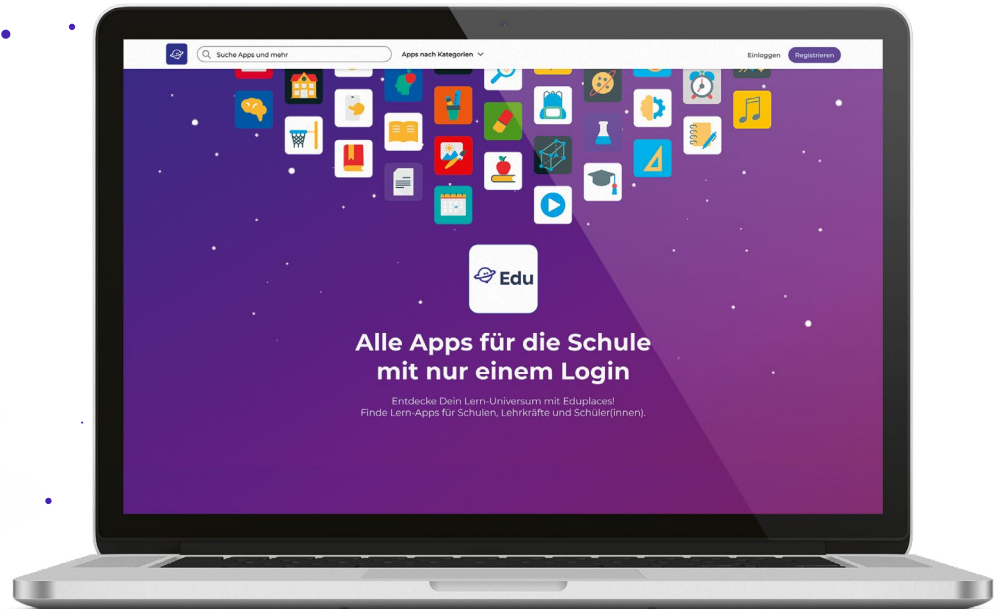 Suche Apps und mehr
Apps nach Kategorien
Einloggen
Registrieren
Edu
Alle Apps für die Schule
mit nur einem Login
Entdecke Dein Lern-Universum mit Eduplaces!
Finde Lern-Apps für Schulen, Lehrkräfte und Schüler(innen).